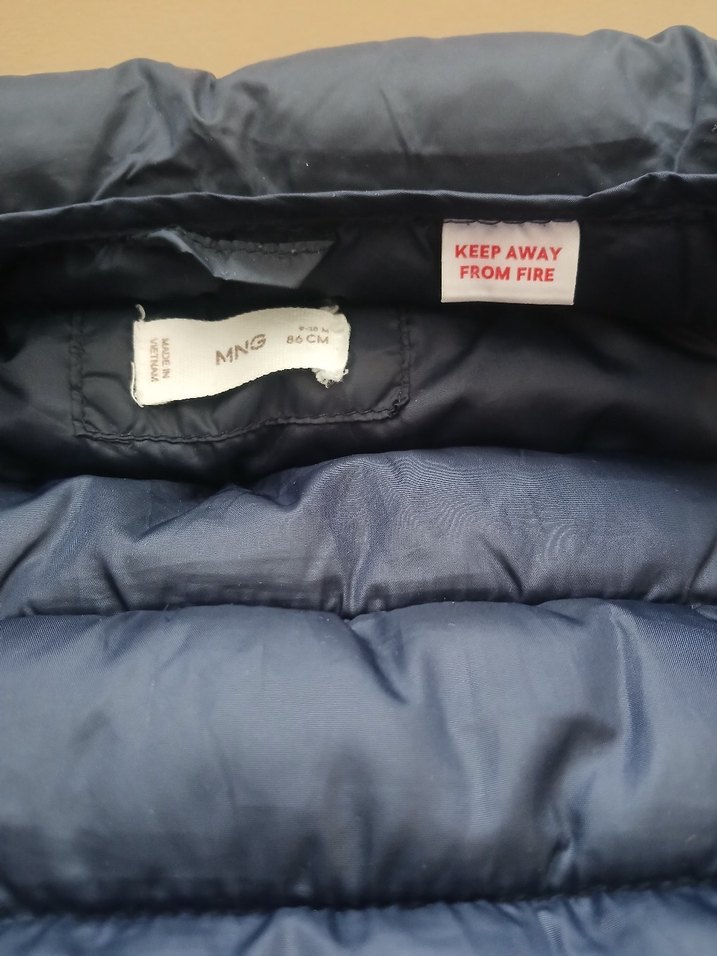 KEEP AWAY
FROM FIRE
MADE IN
VIETNAM
MNG
86 CM